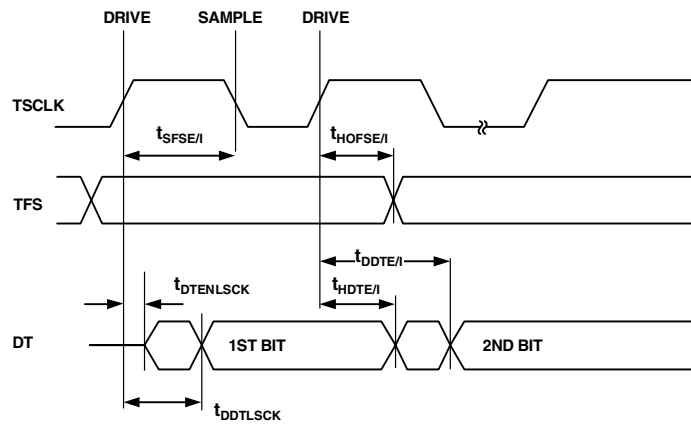 DRIVE SAMPLE DRIVE
TSCLK
tSFSE/I tHOFSE/I
TFS
tDDTE/I
tDTENLSCK tHDTE/I
DT 1ST BIT 2ND BIT
tDDTLSCK